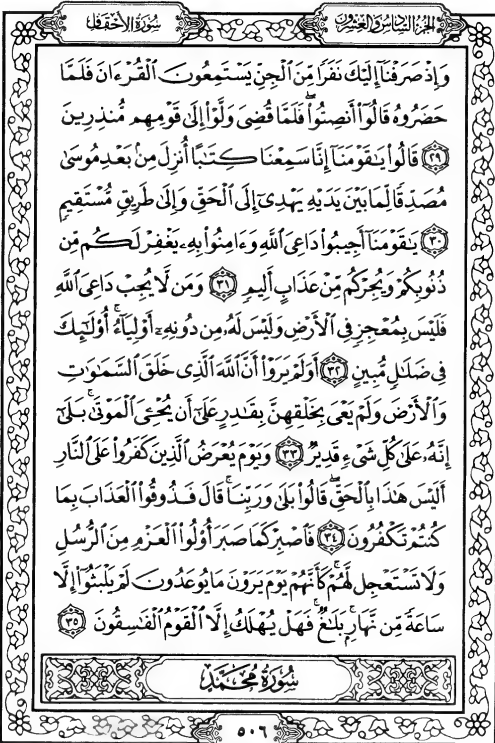 الجزء السادس والعشرون
سورة الأحقاف
وَإِذْ صَرَفْنَآ إِلَيْكَ نَفَرًا مِّنَ ٱلْجِنِّ يَسْتَمِعُونَ ٱلْقُرْءَانَ فَلَمَّا
حَضَرُوهُ قَالُوٓا۟ أَنصِتُوا۟ ۖ فَلَمَّا قُضِىَ وَلَّوْا۟ إِلَىٰ قَوْمِهِم مُّنذِرِينَ
٢٩ قَالُوا۟ يَٰقَوْمَنَآ إِنَّا سَمِعْنَا كِتَٰبًا أُنزِلَ مِنۢ بَعْدِ مُوسَىٰ
مُصَدِّقًا لِّمَا بَيْنَ يَدَيْهِ يَهْدِىٓ إِلَى ٱلْحَقِّ وَإِلَىٰ طَرِيقٍ مُّسْتَقِيمٍ
٣٠ يَٰقَوْمَنَآ أَجِيبُوا۟ دَاعِىَ ٱللَّهِ وَءَامِنُوا۟ بِهِۦ يَغْفِرْ لَكُم مِّن
ذُنُوبِكُمْ وَيُجِرْكُم مِّنْ عَذَابٍ أَلِيمٍ ٣١ وَمَن لَّا يُجِبْ دَاعِىَ ٱللَّهِ
فَلَيْسَ بِمُعْجِزٍ فِى ٱلْأَرْضِ وَلَيْسَ لَهُۥ مِن دُونِهِۦٓ أَوْلِيَآءُ ۚ أُو۟لَٰٓئِكَ
فِى ضَلَٰلٍ مُّبِينٍ ٣٢ أَوَلَمْ يَرَوْا۟ أَنَّ ٱللَّهَ ٱلَّذِى خَلَقَ ٱلسَّمَٰوَٰتِ
وَٱلْأَرْضَ وَلَمْ يَعْىَ بِخَلْقِهِنَّ بِقَٰدِرٍ عَلَىٰٓ أَن يُحْۦِىَ ٱلْمَوْتَىٰ ۚ بَلَىٰٓ
إِنَّهُۥ عَلَىٰ كُلِّ شَىْءٍ قَدِيرٌ ٣٣ وَيَوْمَ يُعْرَضُ ٱلَّذِينَ كَفَرُوا۟ عَلَى ٱلنَّارِ
أَلَيْسَ هَٰذَا بِٱلْحَقِّ ۖ قَالُوا۟ بَلَىٰ وَرَبِّنَا ۚ قَالَ فَذُوقُوا۟ ٱلْعَذَابَ بِمَا
كُنتُمْ تَكْفُرُونَ ٣٤ فَٱصْبِرْ كَمَا صَبَرَ أُو۟لُوا۟ ٱلْعَزْمِ مِنَ ٱلرُّسُلِ
وَلَا تَسْتَعْجِل لَّهُمْ ۚ كَأَنَّهُمْ يَوْمَ يَرَوْنَ مَا يُوعَدُونَ لَمْ يَلْبَثُوٓا۟ إِلَّا
سَاعَةً مِّن نَّهَارٍۭ ۚ بَلَٰغٌ ۚ فَهَلْ يُهْلَكُ إِلَّا ٱلْقَوْمُ ٱلْفَٰسِقُونَ ٣٥
سُورَةُ مُحَمَّد
٥٠٦